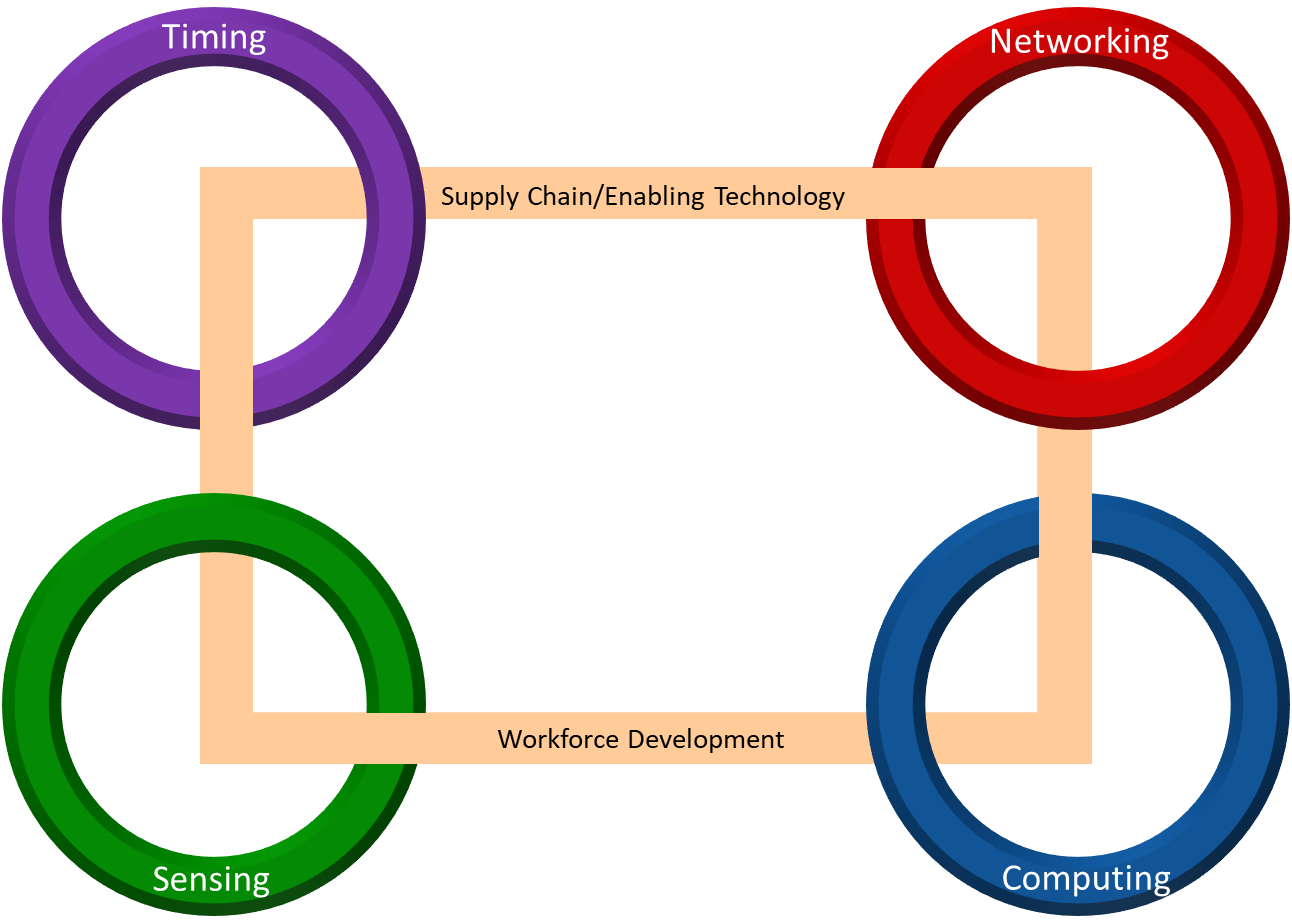 Timing
Networking
Supply Chain/Enabling Technology
Workforce Development
Sensing
Computing